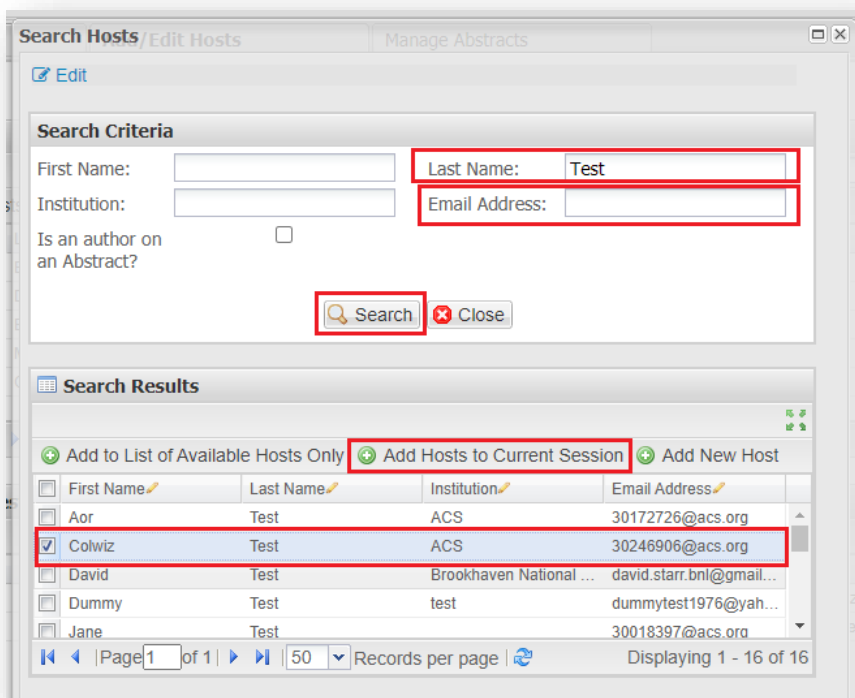 Search Hosts
Add/Edit Hosts
Manage Abstracts
Edit
Search Criteria
First Name:
Last Name: Test
Institution:
Email Address:
Is an author on
an Abstract?
Search Close
Search Results
Add to List of Available Hosts Only Add Hosts to Current Session Add New Host
First Name Last Name Institution Email Address
Aor Test ACS 30172726@acs.org
Colwiz Test ACS 30246906@acs.org
David Test Brookhaven National ... david.starr.bnl@gmail...
Dummy Test test dummytest1976@yah...
Jane Test 30018397@acs.org
Page 1 of 1 50 Records per page Displaying 1 - 16 of 16